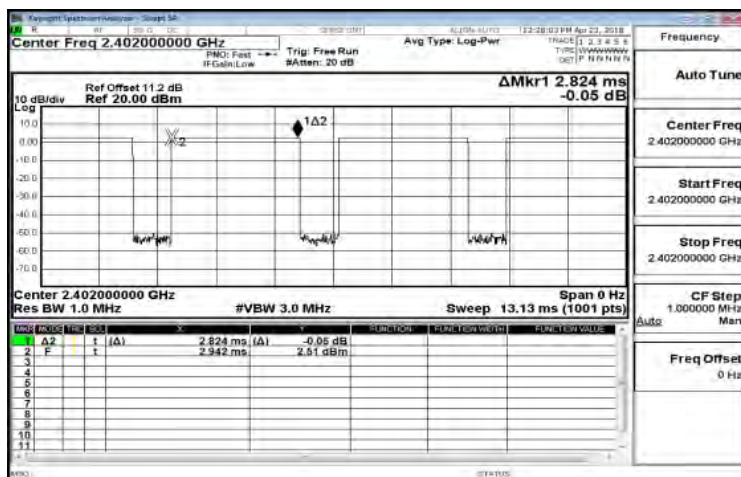 Keysight Spectrum Analyzer - Swept SA
Center Freq 2.402000000 GHz
PNO: Fast
IFGain:Low
Trig: Free Run
#Atten: 20 dB
Avg Type: Log-Pwr
12:28:03 PM Apr 23, 2018
TRACE 1 2 3 4 5 6
TYPE WWWWWW
DET P N N N N N
Frequency
Auto Tune
Ref Offset 11.2 dB
10 dB/div Ref 20.00 dBm
ΔMkr1 2.824 ms
-0.05 dB
Log
10.0
0.00
-10.0
-20.0
-30.0
-40.0
-50.0
-60.0
-70.0
1Δ2
2
Center Freq
2.402000000 GHz
Start Freq
2.402000000 GHz
Stop Freq
2.402000000 GHz
CF Step
1.000000 MHz
Auto Man
Freq Offset
0 Hz
Center 2.402000000 GHz Span 0 Hz
Res BW 1.0 MHz #VBW 3.0 MHz Sweep 13.13 ms (1001 pts)
MKR MODE TRC SCL X Y FUNCTION FUNCTION WIDTH FUNCTION VALUE
1 Δ2 t (Δ) 2.824 ms (Δ) -0.05 dB
2 F t 2.942 ms 2.51 dBm
3
4
5
6
7
8
9
10
11
MSG
STATUS